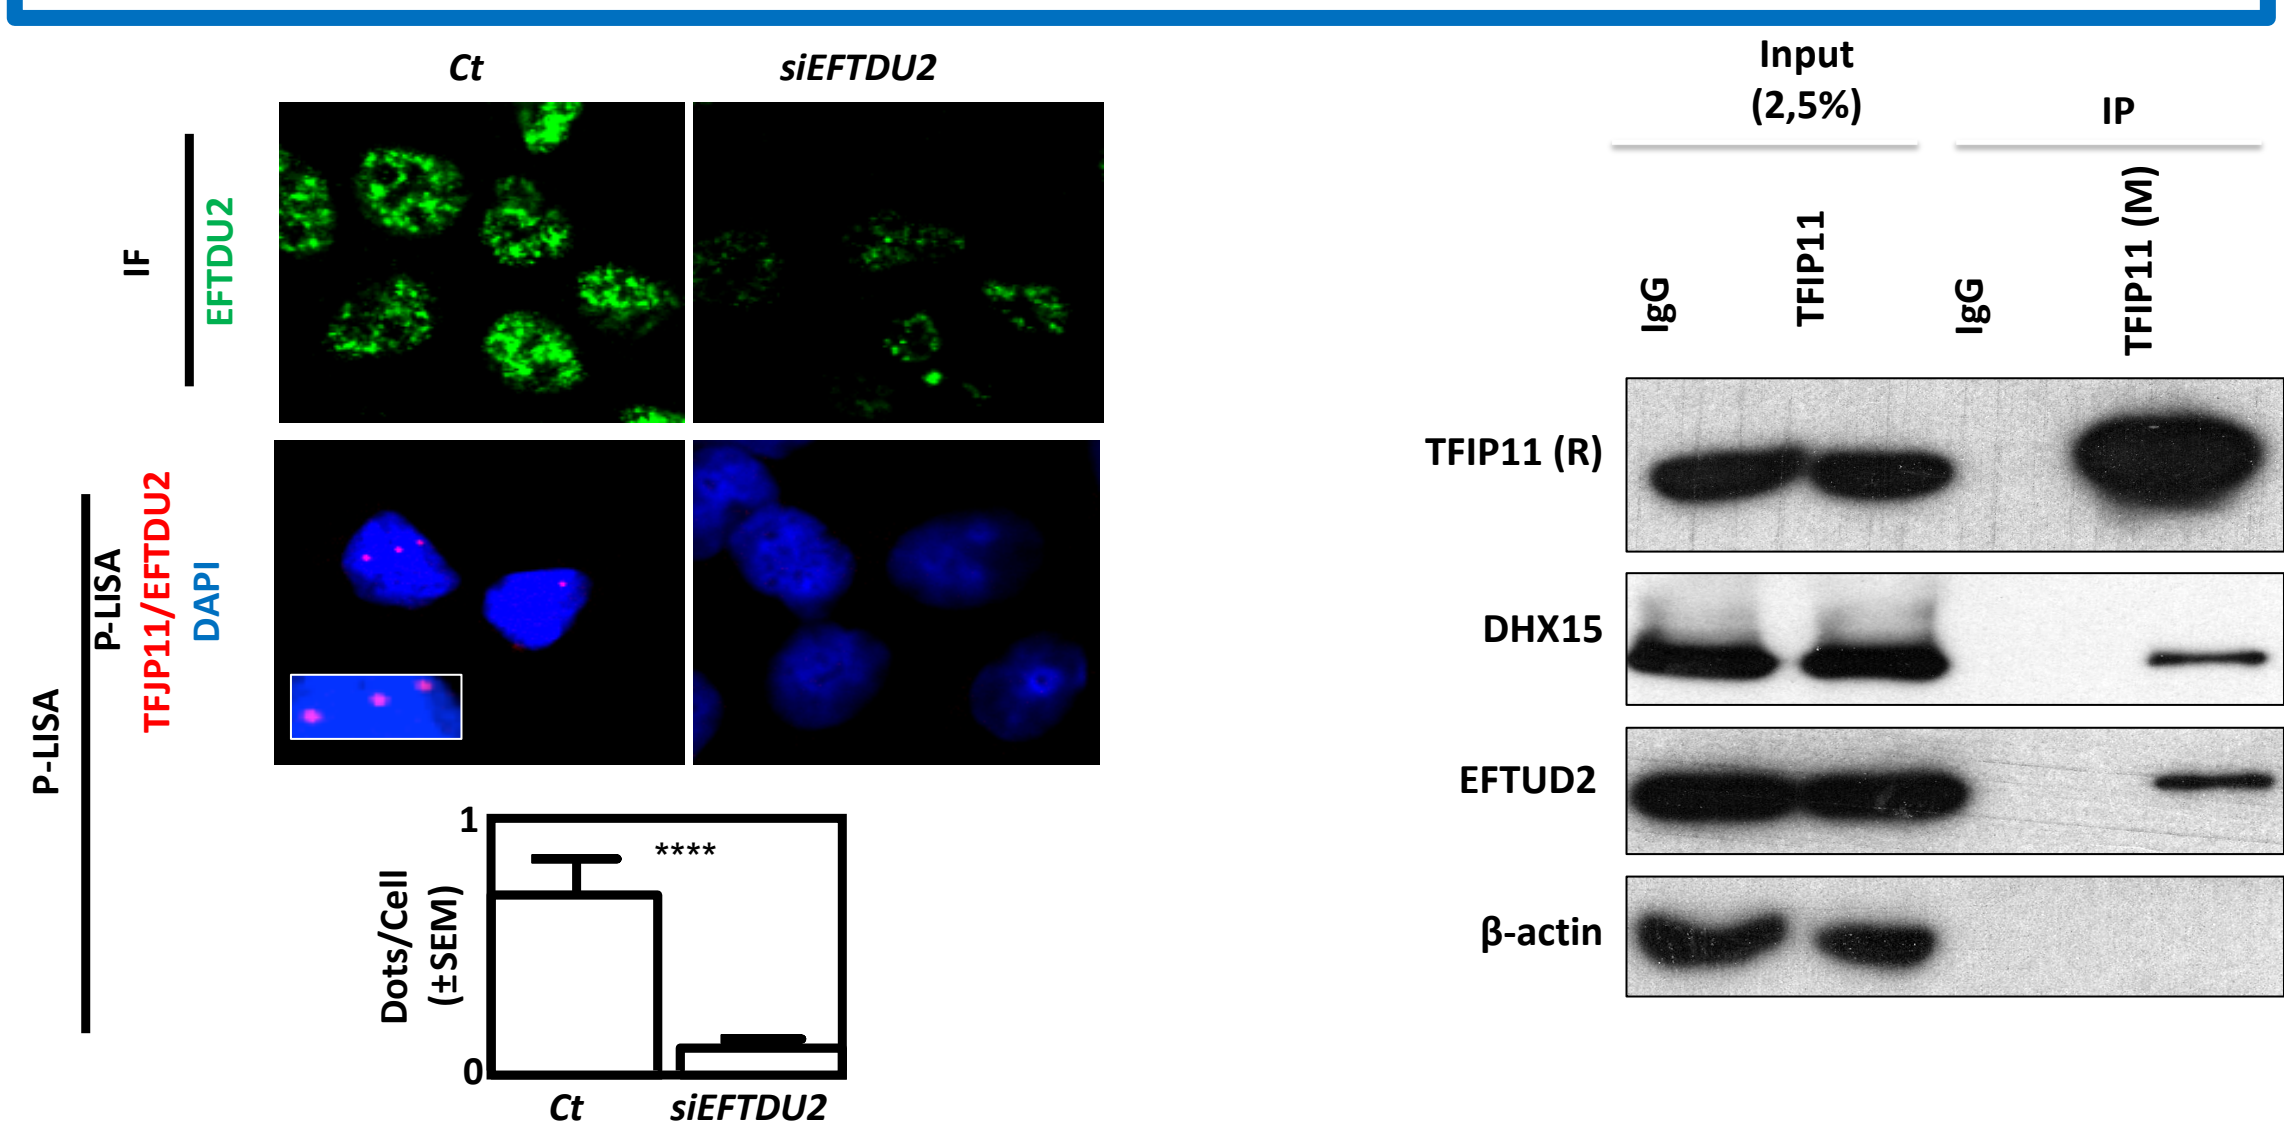 Ct
siEFTDU2
IF
EFTDU2
P-LISA
P-LISA
TFJP11/EFTDU2
DAPI
1
****
Dots/Cell
(±SEM)
0
Ct
siEFTDU2
Input
(2,5%)
IP
IgG
TFIP11
IgG
TFIP11 (M)
TFIP11 (R)
DHX15
EFTUD2
β-actin